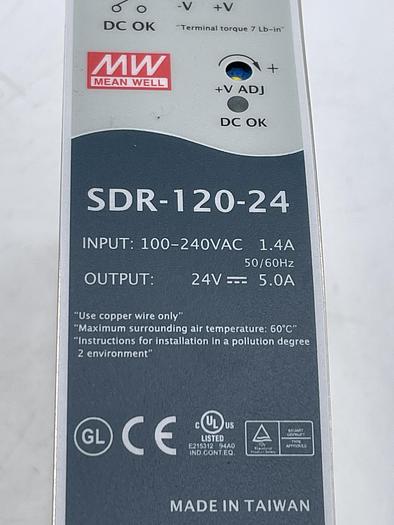 -V +V
DC OK "Terminal torque 7 Lb-in"
MW
MEAN WELL
+
+V ADJ
DC OK
SDR-120-24
INPUT: 100-240VAC 1.4A
50/60Hz
OUTPUT: 24V 5.0A
"Use copper wire only"
"Maximum surrounding air temperature: 60°C"
"Instructions for installation in a pollution degree
2 environment"
GL CE
c UL us
LISTED
E215312 94A0
IND.CONT.EQ.
TÜV
TYPE
APPROVED
MADE IN TAIWAN